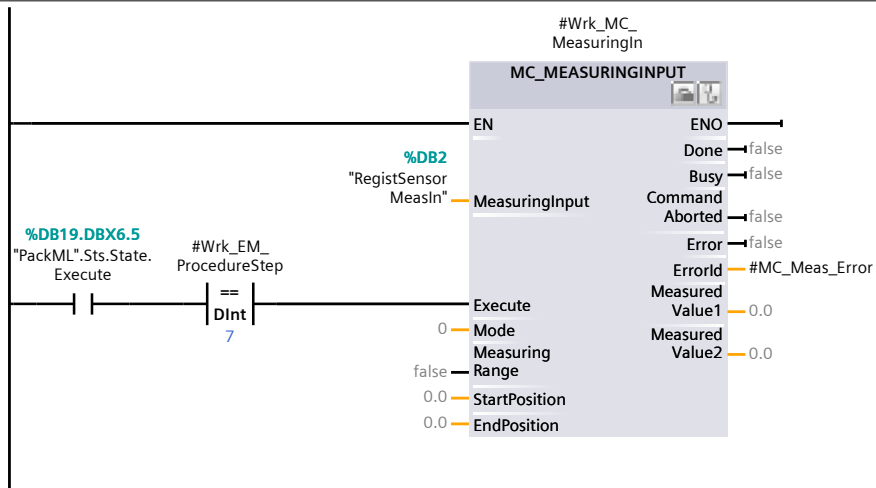 #Wrk_MC_
MeasuringIn
MC_MEASURINGINPUT
EN
ENO
Done
false
%DB2
"RegistSensor
MeasIn"
MeasuringInput
Busy
false
Command
Aborted
false
%DB19.DBX6.5
"PackML".Sts.State.
Execute
#Wrk_EM_
ProcedureStep
==
DInt
7
Error
false
ErrorId
#MC_Meas_Error
Execute
Measured
Value1
0.0
0
Mode
Measured
Value2
0.0
Measuring
Range
false
0.0
StartPosition
0.0
EndPosition